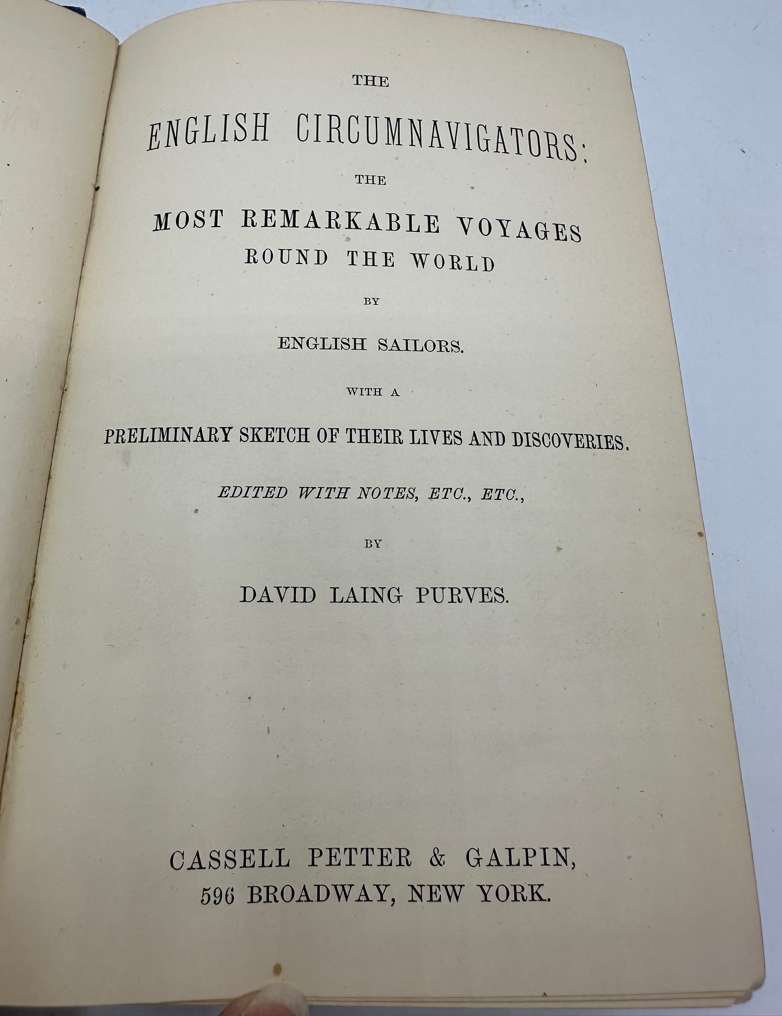 THE
ENGLISH CIRCUMNAVIGATORS:
THE
MOST REMARKABLE VOYAGES
ROUND THE WORLD
BY
ENGLISH SAILORS.
WITH A
PRELIMINARY SKETCH OF THEIR LIVES AND DISCOVERIES.
EDITED WITH NOTES, ETC., ETC.,
BY
DAVID LAING PURVES.
CASSELL PETTER & GALPIN,
596 BROADWAY, NEW YORK.